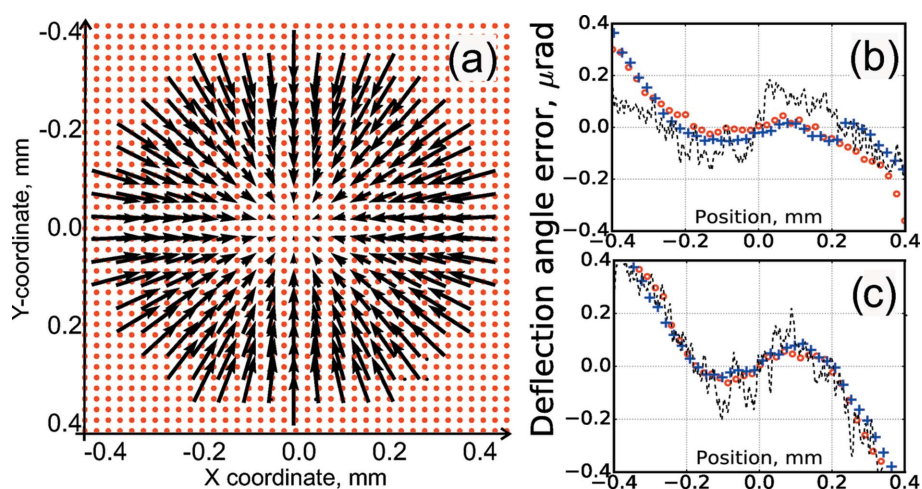 (a)
-0.4
-0.2
0.0
0.2
0.4
Y-coordinate, mm
-0.4 -0.2 0.0 0.2 0.4
X coordinate, mm
Deflection angle error, μrad
(b)
0.4
0.2
0.0
−0.2
−0.4
Position, mm
−0.4 −0.2 0.0 0.2 0.4
(c)
0.4
0.2
0.0
−0.2
−0.4
Position, mm
−0.4 −0.2 0.0 0.2 0.4